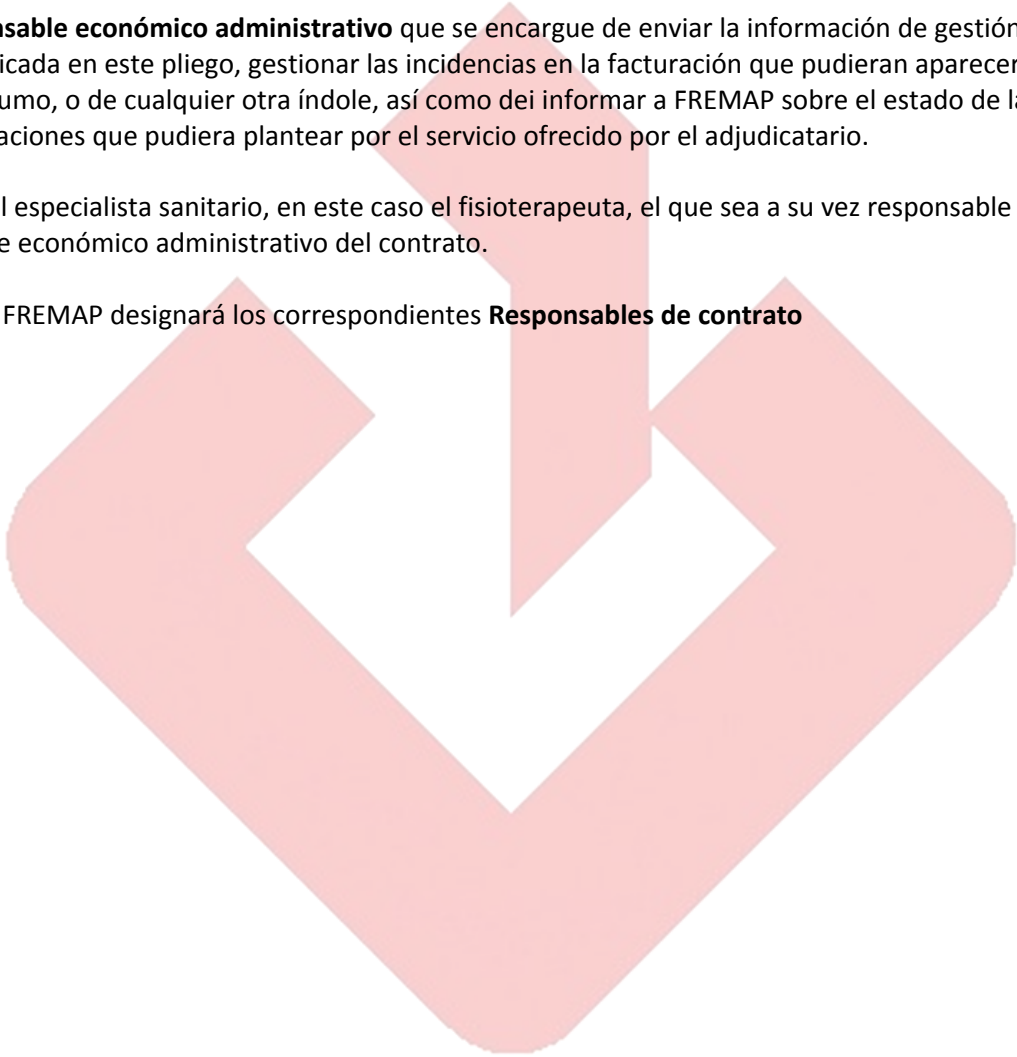 nsable económico administrativo que se encargue de enviar la información de gestión
icada en este pliego, gestionar las incidencias en la facturación que pudieran aparecer
umo, o de cualquier otra índole, así como dei informar a FREMAP sobre el estado de la
aciones que pudiera plantear por el servicio ofrecido por el adjudicatario.
l especialista sanitario, en este caso el fisioterapeuta, el que sea a su vez responsable
e económico administrativo del contrato.
FREMAP designará los correspondientes Responsables de contrato